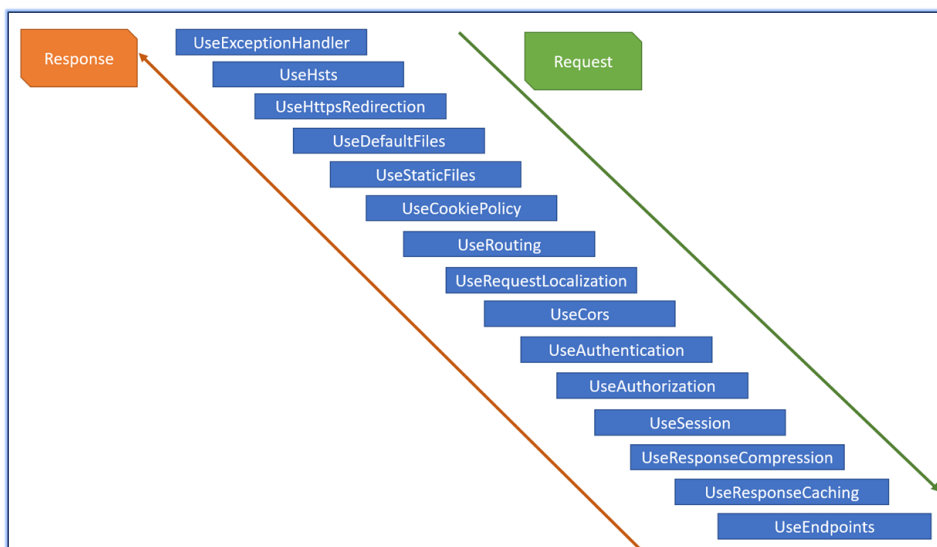 Response
UseExceptionHandler
Request
UseHsts
UseHttpsRedirection
UseDefaultFiles
UseStaticFiles
UseCookiePolicy
UseRouting
UseRequestLocalization
UseCors
UseAuthentication
UseAuthorization
UseSession
UseResponseCompression
UseResponseCaching
UseEndpoints